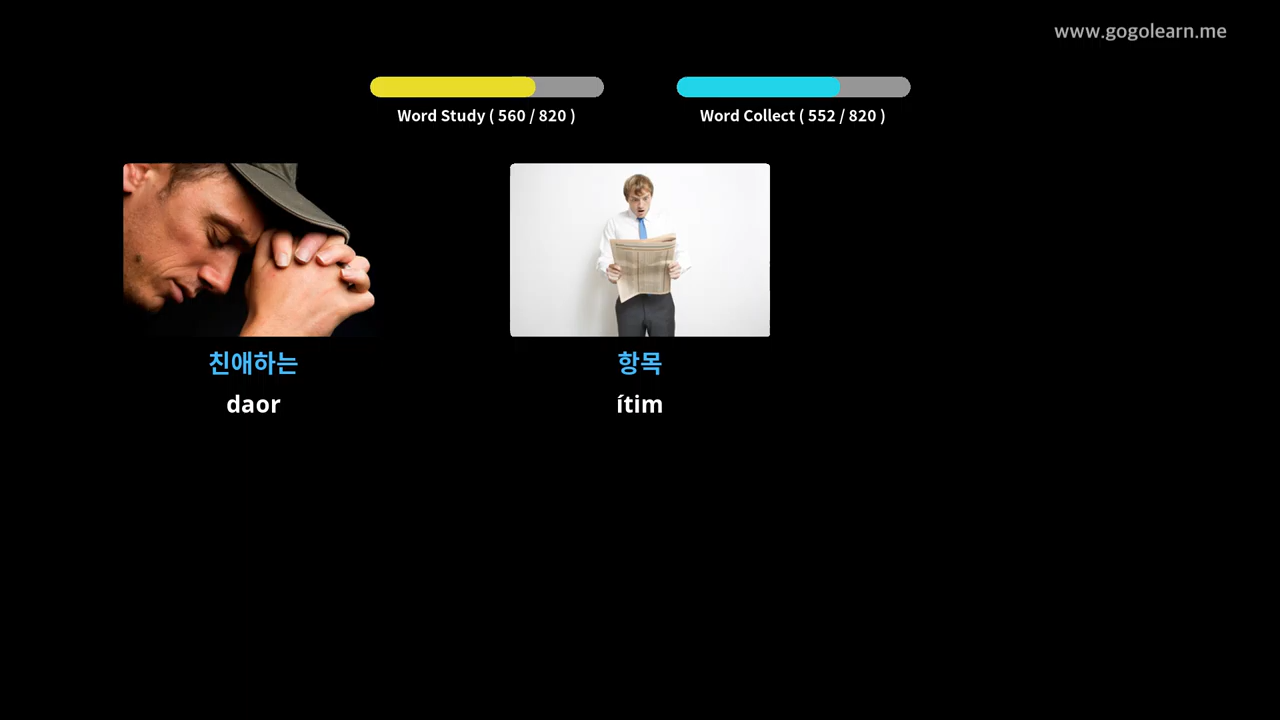 www.gogolearn.me
Word Study ( 560 / 820 )
Word Collect ( 552 / 820 )
친애하는
항목
daor
ítim